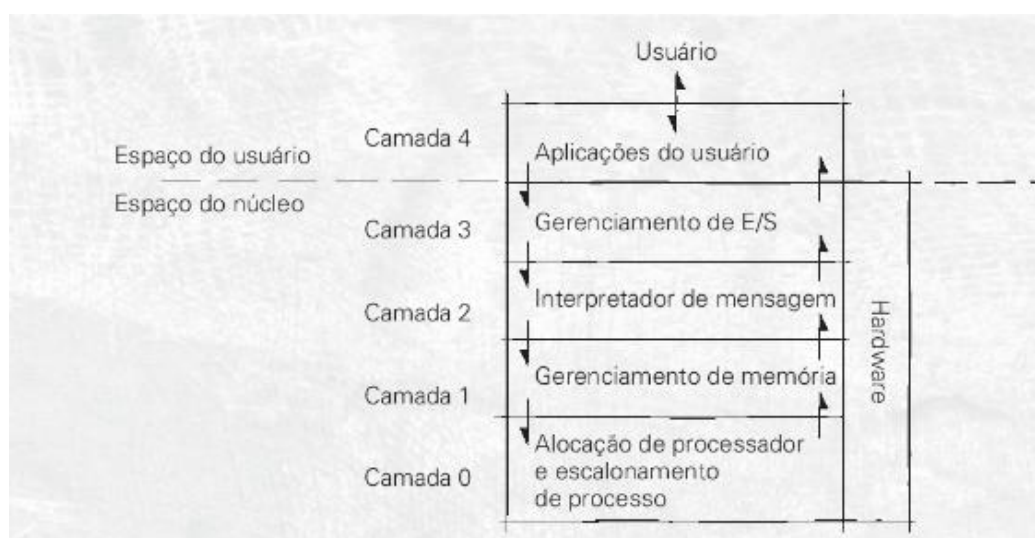 Usuário
Camada 4
Aplicações do usuário
Espaço do usuário
Espaço do núcleo
Camada 3
Gerenciamento de E/S
Camada 2
Interpretador de mensagem
Camada 1
Gerenciamento de memória
Camada 0
Alocação de processador
e escalonamento
de processo
Hardware